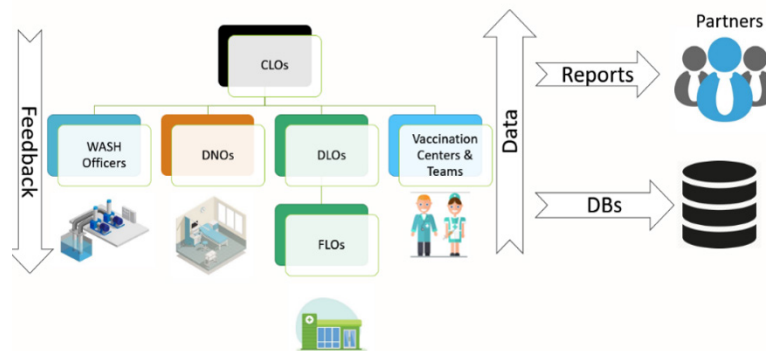 Partners
CLOs
Feedback
WASH
Officers
DNOs
DLOs
Vaccination
Centers &
Teams
Data
Reports
FLOs
DBs